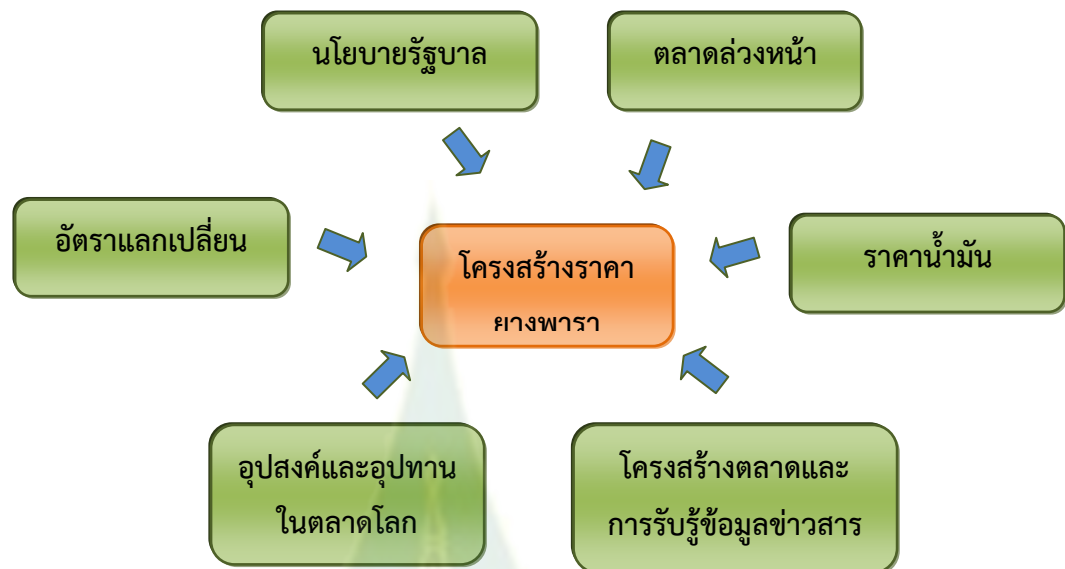 นโยบายรัฐบาล
ตลาดล่วงหน้า
อัตราแลกเปลี่ยน
โครงสร้างราคา
ยางพารา
ราคาน้ำมัน
อุปสงค์และอุปทาน
ในตลาดโลก
โครงสร้างตลาดและ
การรับรู้ข้อมูลข่าวสาร